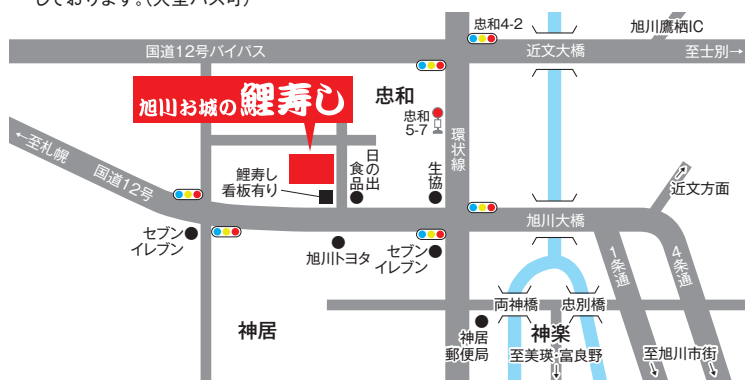 しております。(大型バス可)
忠和4-2
旭川鷹栖IC
国道12号バイパス
近文大橋
至士別→
旭川お城の鯉寿し
忠和
忠和
5-7
環状線
←至札幌
国道12号
日の出
食品
生協
鯉寿し
看板有り
近文方面
旭川大橋
セブン
イレブン
旭川トヨタ
セブン
イレブン
1条通
4条通
両神橋
忠別橋
神居
神居
郵便局
神楽
至美瑛・富良野
至旭川市街